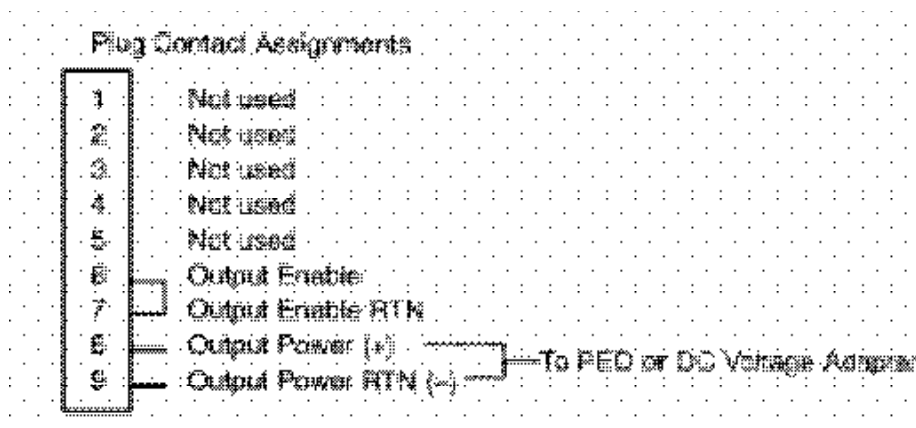 Plug Contact Assignments
1 Not used
2 Not used
3 Not used
4 Not used
5 Not used
6 Output Enable
7 Output Enable RTN
8 Output Power (+)
9 Output Power RTN (-)
To PED or DC Voltage